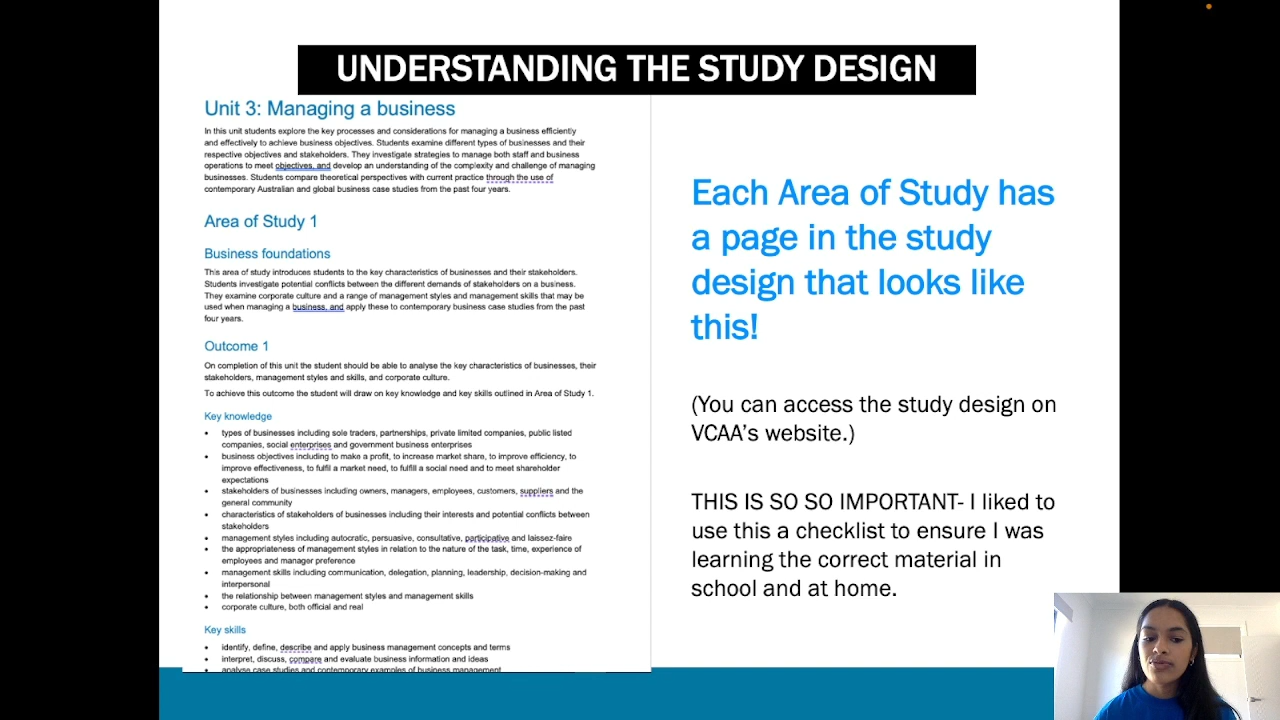 UNDERSTANDING THE STUDY DESIGN
Unit 3: Managing a business
In this unit students explore the key processes and considerations for managing a business efficiently
and effectively to achieve business objectives. Students examine different types of businesses and their
respective objectives and stakeholders. They investigate strategies to manage both staff and business
operations to meet objectives, and develop an understanding of the complexity and challenge of managing
businesses. Students compare theoretical perspectives with current practice through the use of
contemporary Australian and global business case studies from the past four years.
Area of Study 1
Business foundations
This area of study introduces students to the key characteristics of businesses and their stakeholders.
Students investigate potential conflicts between the different demands of stakeholders on a business.
They examine corporate culture and a range of management styles and management skills that may be
used when managing a business, and apply these to contemporary business case studies from the past
four years.
Outcome 1
On completion of this unit the student should be able to analyse the key characteristics of businesses, their
stakeholders, management styles and skills, and corporate culture.
To achieve this outcome the student will draw on key knowledge and key skills outlined in Area of Study 1.
Key knowledge
• types of businesses including sole traders, partnerships, private limited companies, public listed
companies, social enterprises and government business enterprises
• business objectives including to make a profit, to increase market share, to improve efficiency, to
improve effectiveness, to fulfil a market need, to fulfill a social need and to meet shareholder
expectations
• stakeholders of businesses including owners, managers, employees, customers, suppliers and the
general community
• characteristics of stakeholders of businesses including their interests and potential conflicts between
stakeholders
• management styles including autocratic, persuasive, consultative, participative and laissez-faire
• the appropriateness of management styles in relation to the nature of the task, time, experience of
employees and manager preference
• management skills including communication, delegation, planning, leadership, decision-making and
interpersonal
• the relationship between management styles and management skills
• corporate culture, both official and real
Key skills
• identify, define, describe and apply business management concepts and terms
• interpret, discuss, compare and evaluate business information and ideas
• analyse case studies and contemporary examples of business management
Each Area of Study has
a page in the study
design that looks like
this!
(You can access the study design on
VCAA's website.)
THIS IS SO SO IMPORTANT- I liked to
use this a checklist to ensure I was
learning the correct material in
school and at home.